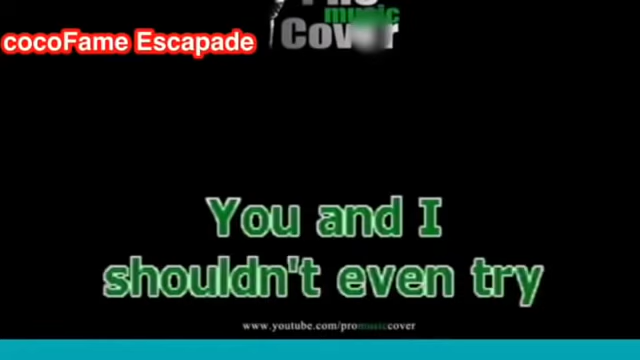 music
Cover
cocoFame Escapade
You and I
shouldn't even try
www.youtube.com/promusiccover